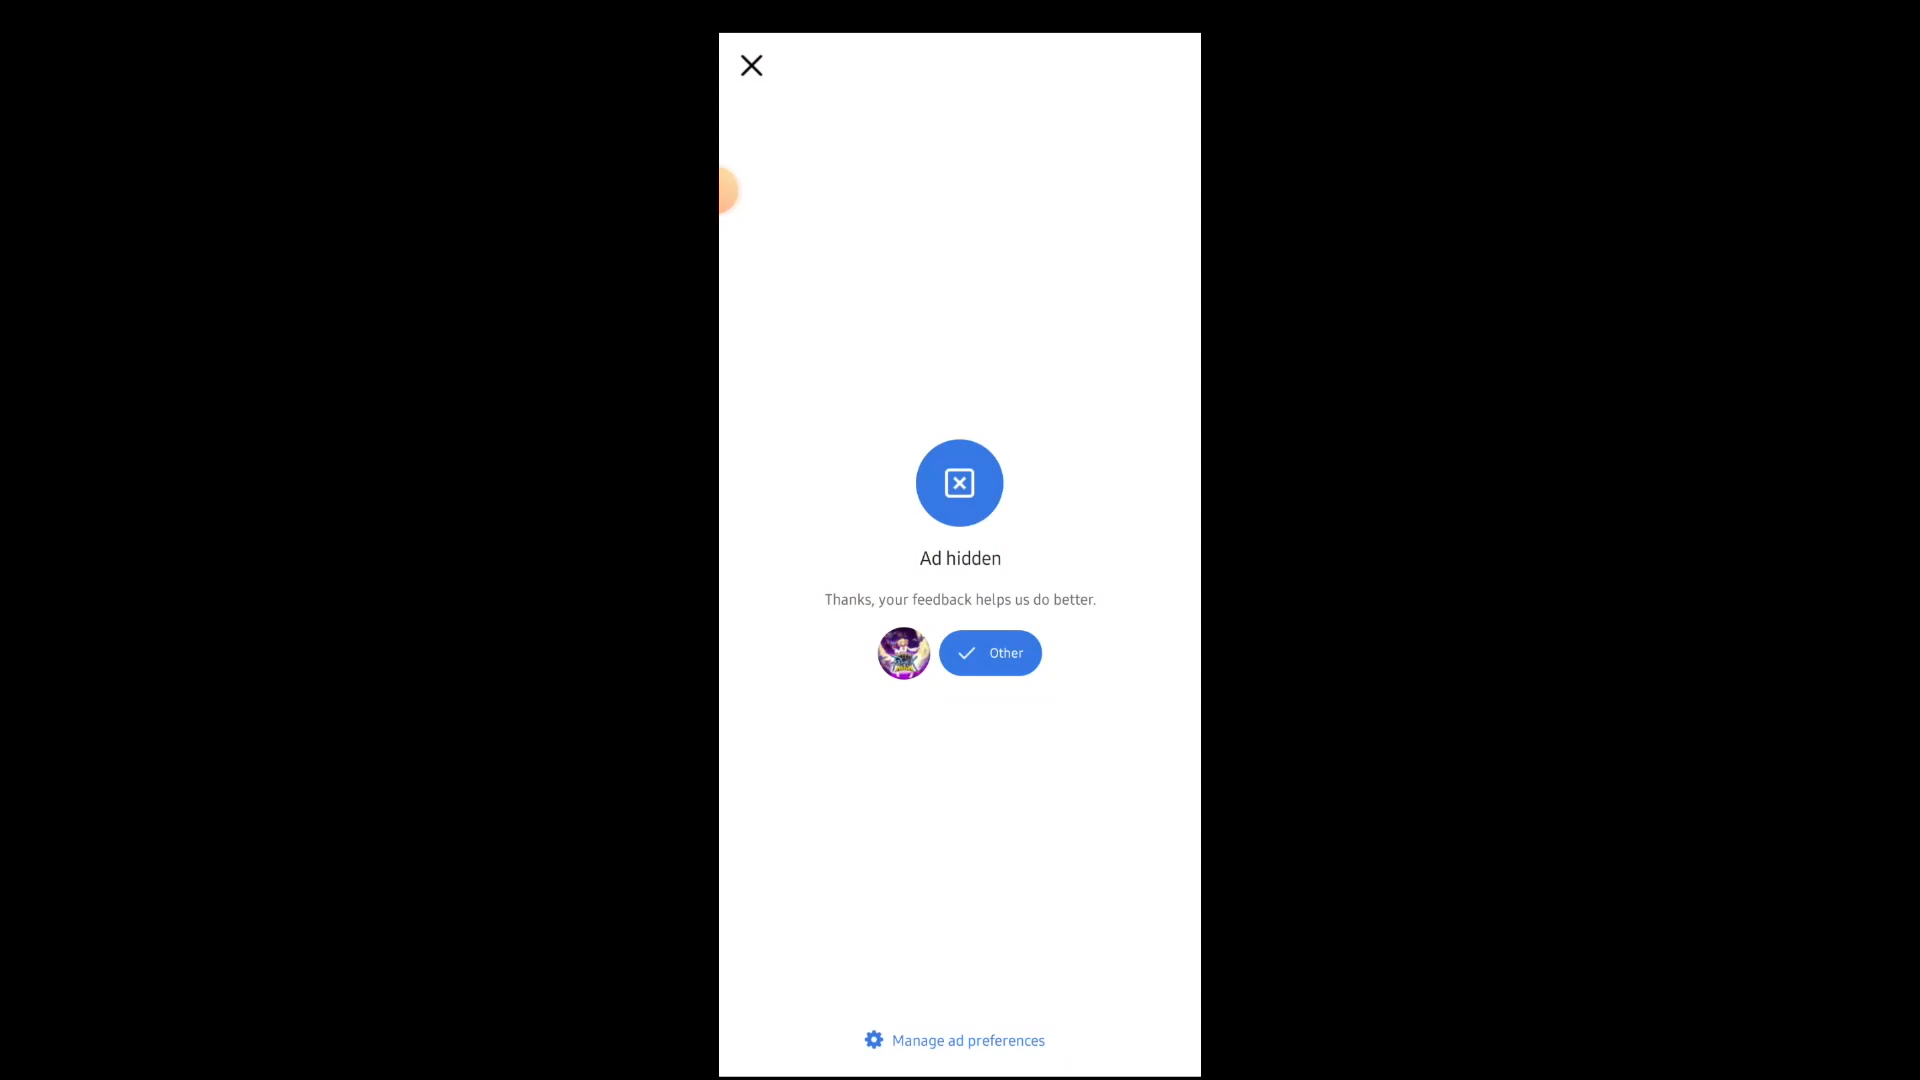 Ad hidden
Thanks, your feedback helps us do better.
Other
Manage ad preferences